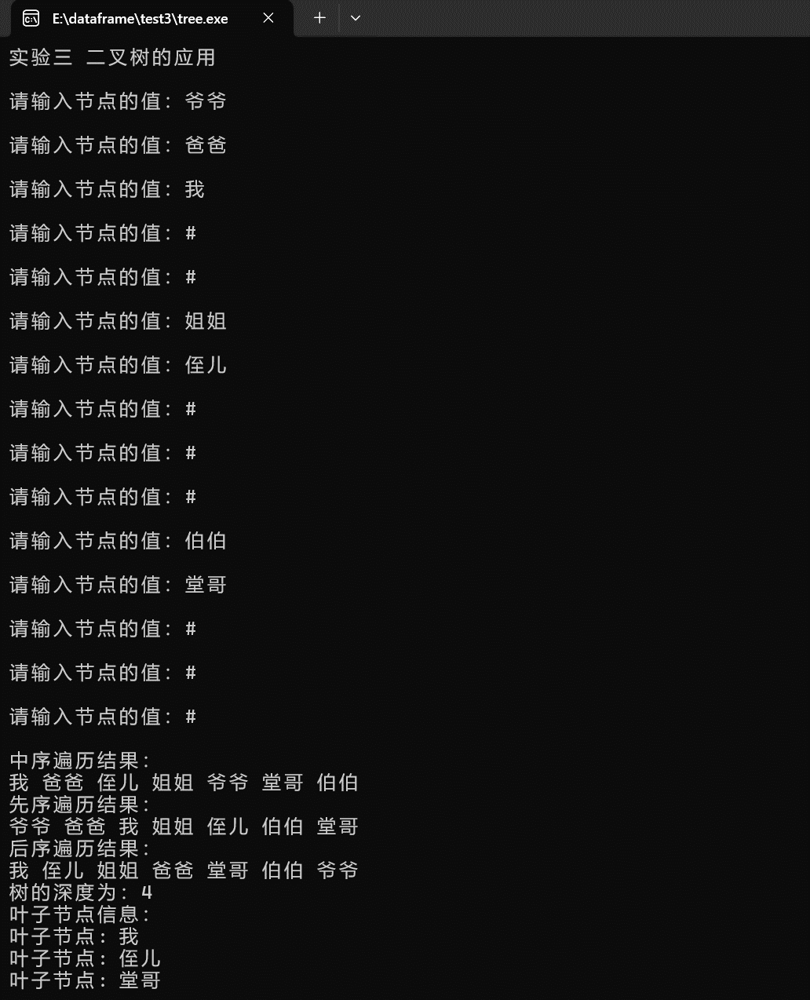 E:\dataframe\test3\tree.exe
实验三 二叉树的应用
请输入节点的值: 爷爷
请输入节点的值: 爸爸
请输入节点的值: 我
请输入节点的值: #
请输入节点的值: #
请输入节点的值: 姐姐
请输入节点的值: 侄儿
请输入节点的值: #
请输入节点的值: #
请输入节点的值: #
请输入节点的值: 伯伯
请输入节点的值: 堂哥
请输入节点的值: #
请输入节点的值: #
请输入节点的值: #
中序遍历结果:
我 爸爸 侄儿 姐姐 爷爷 堂哥 伯伯
先序遍历结果:
爷爷 爸爸 我 姐姐 侄儿 伯伯 堂哥
后序遍历结果:
我 侄儿 姐姐 爸爸 堂哥 伯伯 爷爷
树的深度为: 4
叶子节点信息:
叶子节点: 我
叶子节点: 侄儿
叶子节点: 堂哥